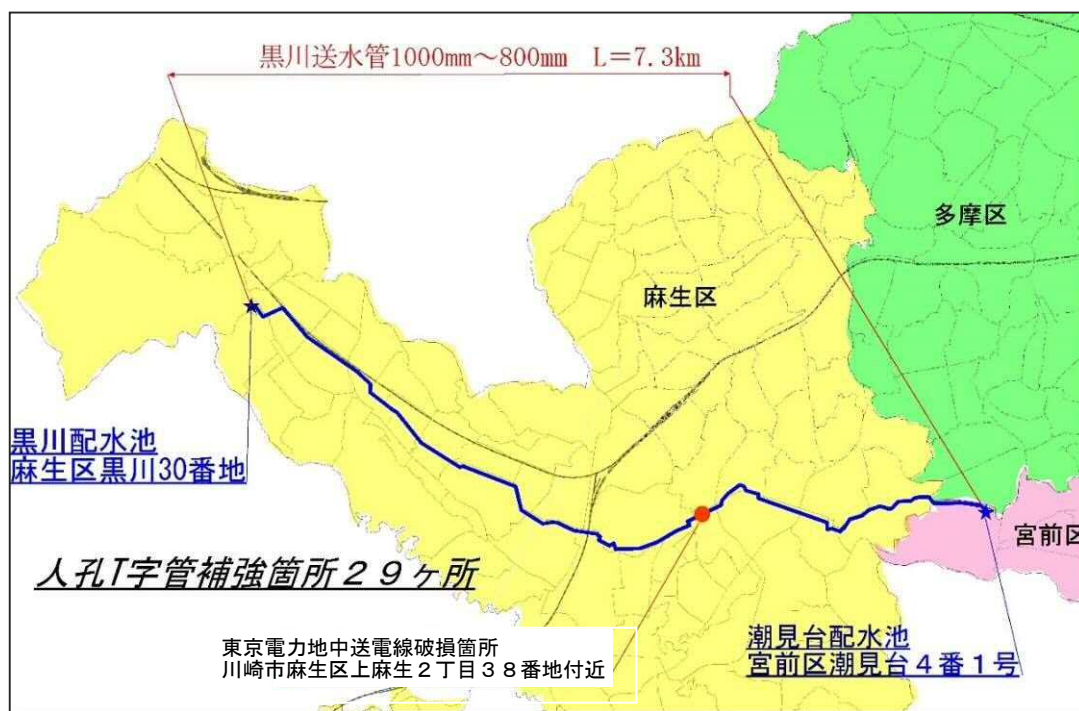 黒川送水管1000mm～800mm L＝7.3km
多摩区
麻生区
黒川配水池
麻生区黒川30番地
宮前区
人孔T字管補強箇所２９ヶ所
東京電力地中送電線破損箇所
川崎市麻生区上麻生２丁目３８番地付近
潮見台配水池
宮前区潮見台４番１号